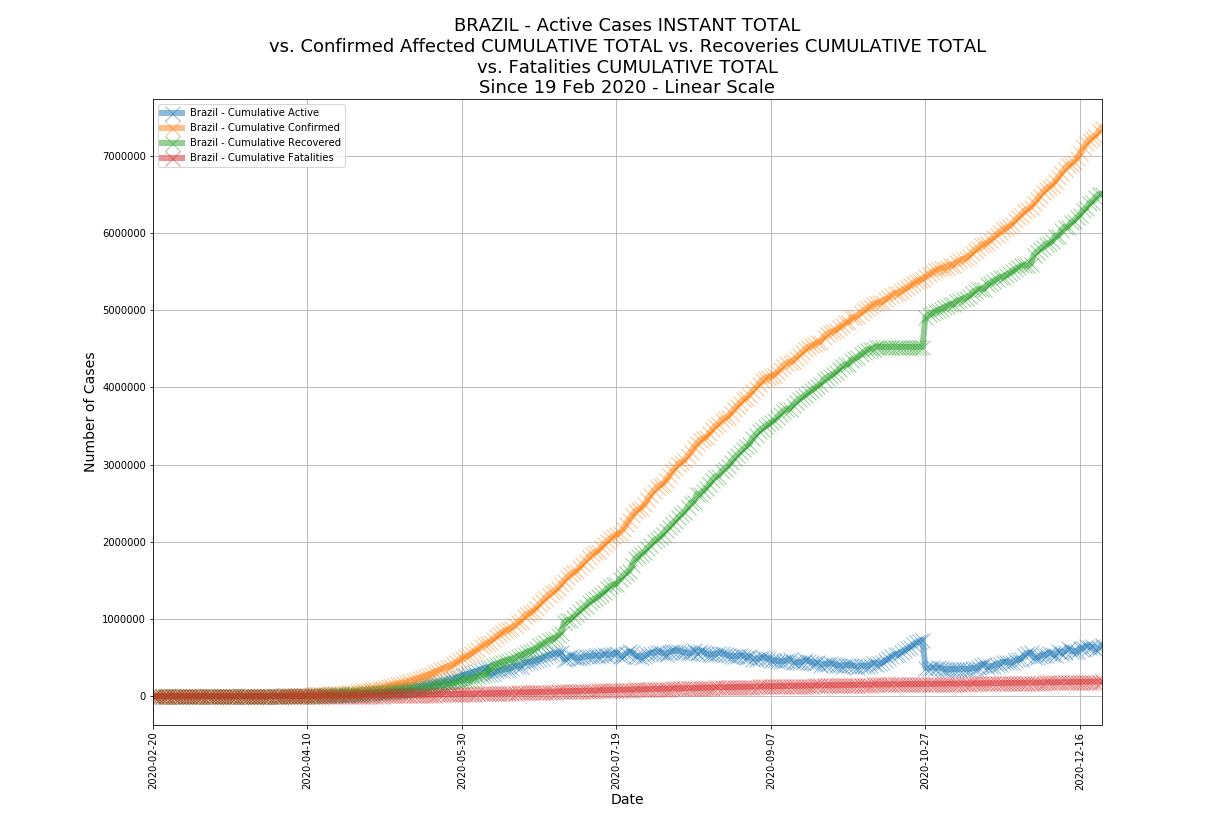 BRAZIL - Active Cases INSTANT TOTAL
vs. Confirmed Affected CUMULATIVE TOTAL vs. Recoveries CUMULATIVE TOTAL
vs. Fatalities CUMULATIVE TOTAL
Since 19 Feb 2020 - Linear Scale
Brazil - Cumulative Active
Brazil - Cumulative Confirmed
Brazil - Cumulative Recovered
Brazil - Cumulative Fatalities
Number of Cases
7000000
6000000
5000000
4000000
3000000
2000000
1000000
0
2020-02-20
2020-04-10
2020-05-30
2020-07-19
2020-09-07
2020-10-27
2020-12-16
Date